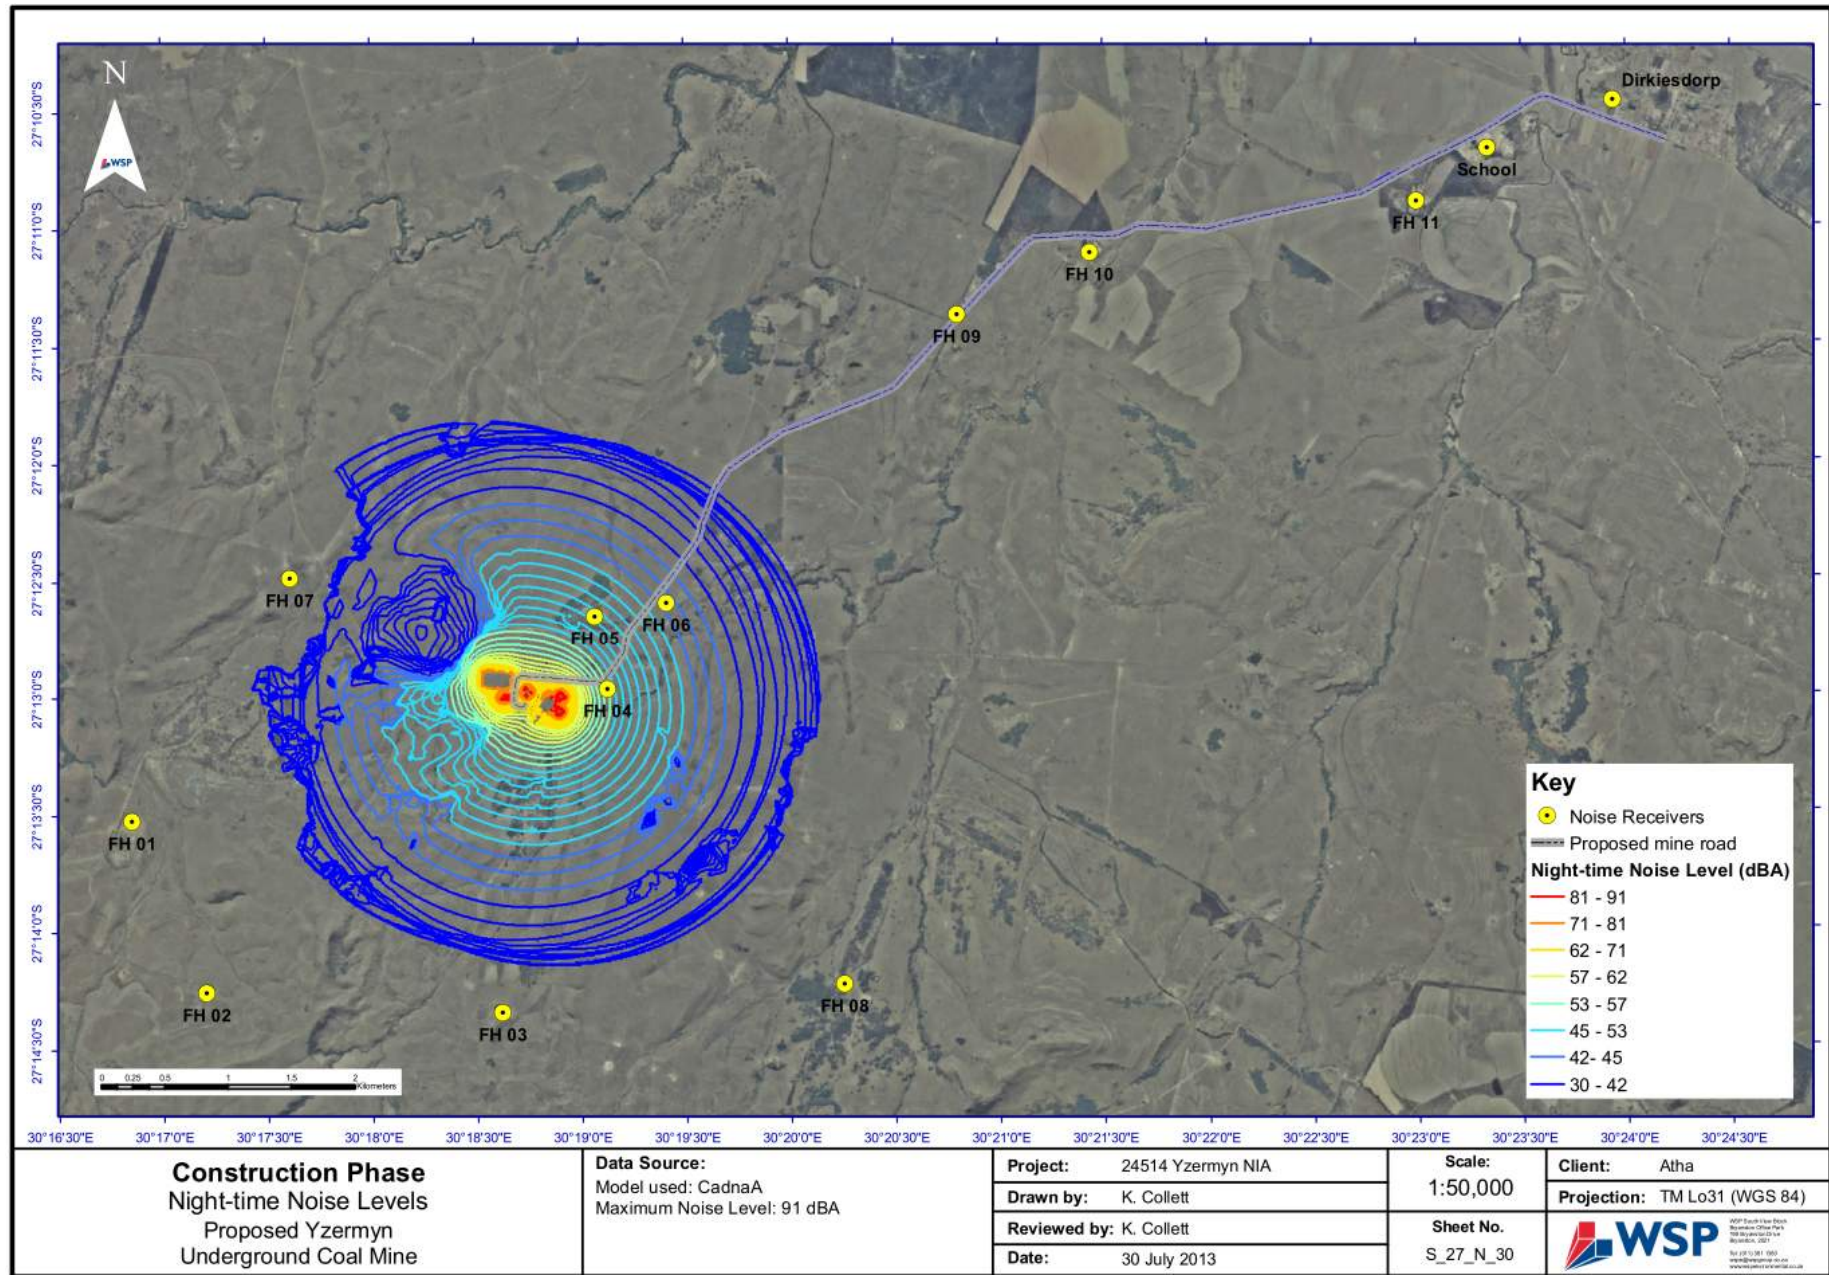 N
WSP
Dirkiesdorp
School
FH 11
FH 10
FH 09
FH 07
FH 05
FH 06
FH 04
FH 01
FH 02
FH 03
FH 08
27°10'30"S
27°11'0"S
27°11'30"S
27°12'0"S
27°12'30"S
27°13'0"S
27°13'30"S
27°14'0"S
27°14'30"S
0 0.25 0.5 1 1.5 2
Kilometers
30°16'30"E 30°17'0"E 30°17'30"E 30°18'0"E 30°18'30"E 30°19'0"E 30°19'30"E 30°20'0"E 30°20'30"E 30°21'0"E 30°21'30"E 30°22'0"E 30°22'30"E 30°23'0"E 30°23'30"E 30°24'0"E 30°24'30"E
Key
Noise Receivers
Proposed mine road
Night-time Noise Level (dBA)
81 - 91
71 - 81
62 - 71
57 - 62
53 - 57
45 - 53
42- 45
30 - 42
Construction Phase
Night-time Noise Levels
Proposed Yzermyn
Underground Coal Mine
Data Source:
Model used: CadnaA
Maximum Noise Level: 91 dBA
Project: 24514 Yzermyn NIA
Drawn by: K. Collett
Reviewed by: K. Collett
Date: 30 July 2013
Scale:
1:50,000
Sheet No.
S_27_N_30
Client: Atha
Projection: TM Lo31 (WGS 84)
WSP